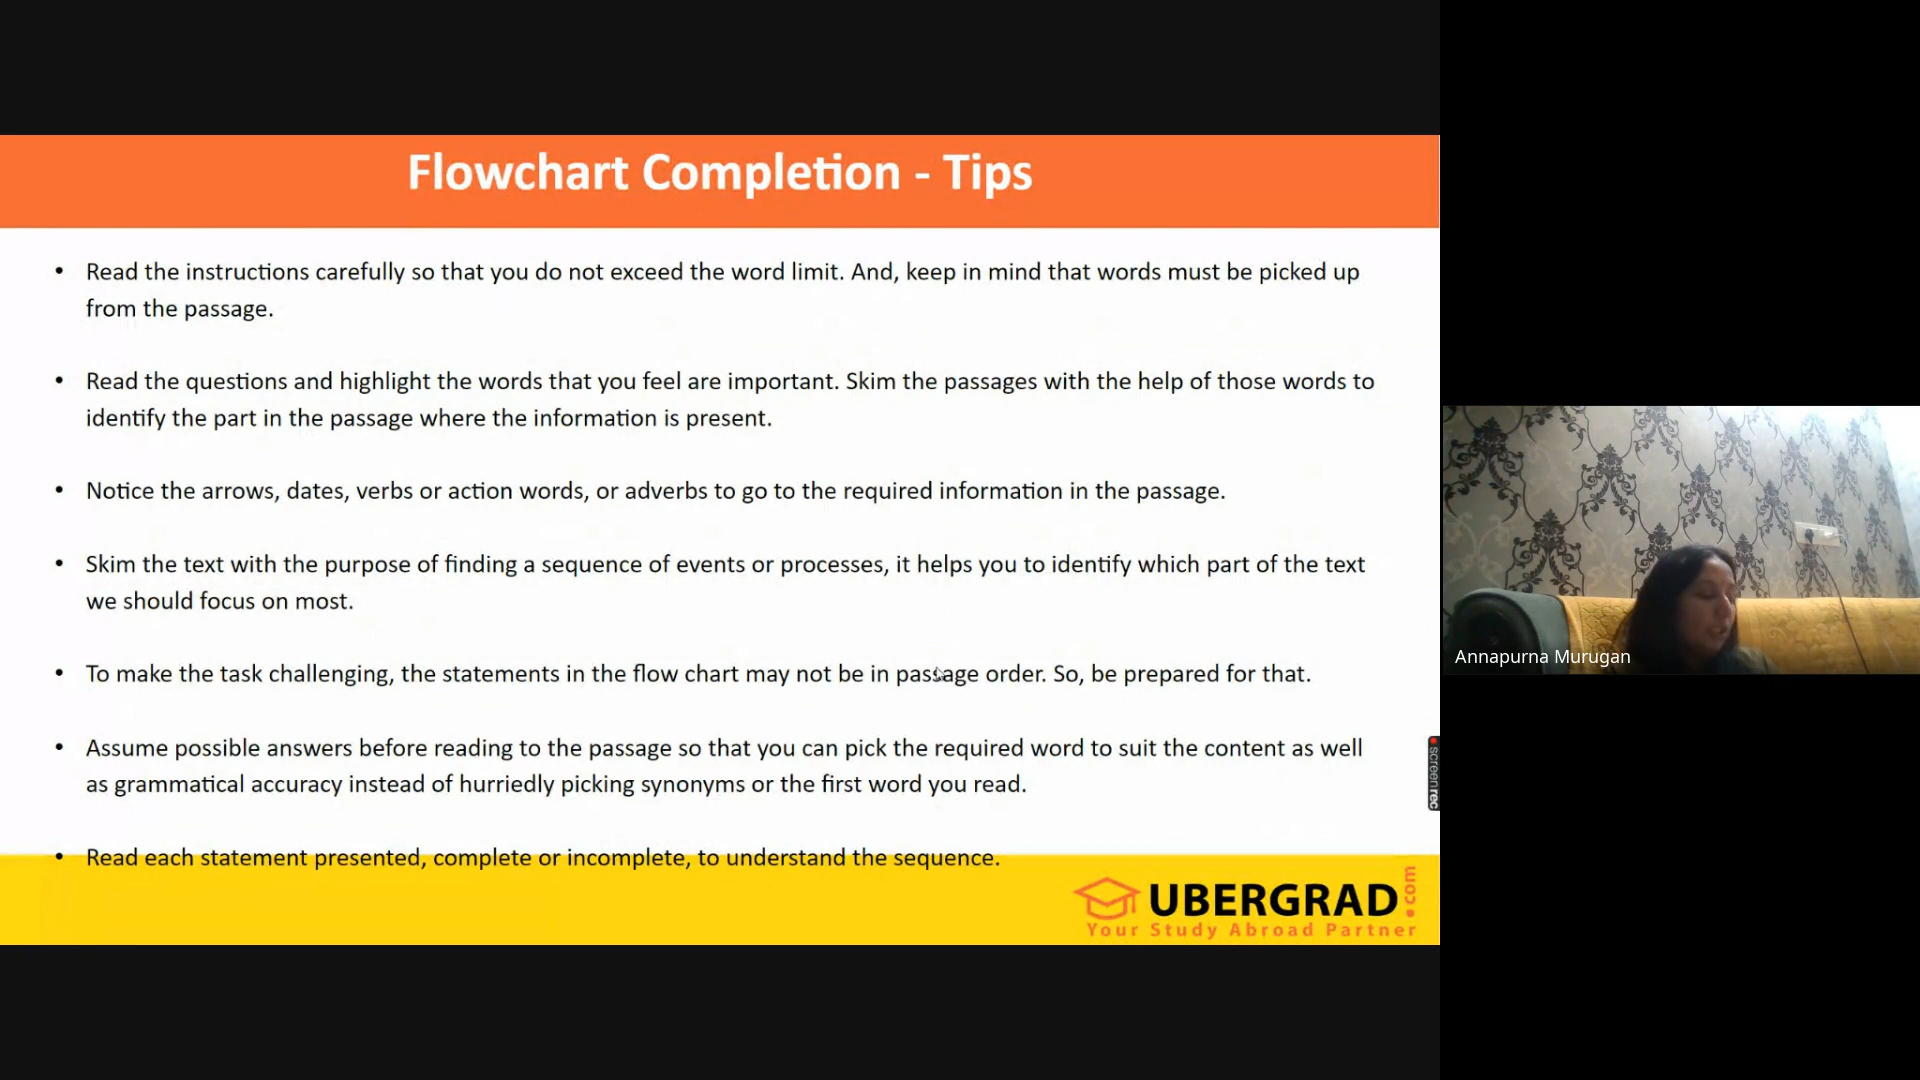 Flowchart Completion - Tips
• Read the instructions carefully so that you do not exceed the word limit. And, keep in mind that words must be picked up
from the passage.
• Read the questions and highlight the words that you feel are important. Skim the passages with the help of those words to
identify the part in the passage where the information is present.
• Notice the arrows, dates, verbs or action words, or adverbs to go to the required information in the passage.
• Skim the text with the purpose of finding a sequence of events or processes, it helps you to identify which part of the text
we should focus on most.
• To make the task challenging, the statements in the flow chart may not be in passage order. So, be prepared for that.
• Assume possible answers before reading to the passage so that you can pick the required word to suit the content as well
as grammatical accuracy instead of hurriedly picking synonyms or the first word you read.
• Read each statement presented, complete or incomplete, to understand the sequence.
UBERGRAD.com
Your Study Abroad Partner
screenrec
Annapurna Murugan